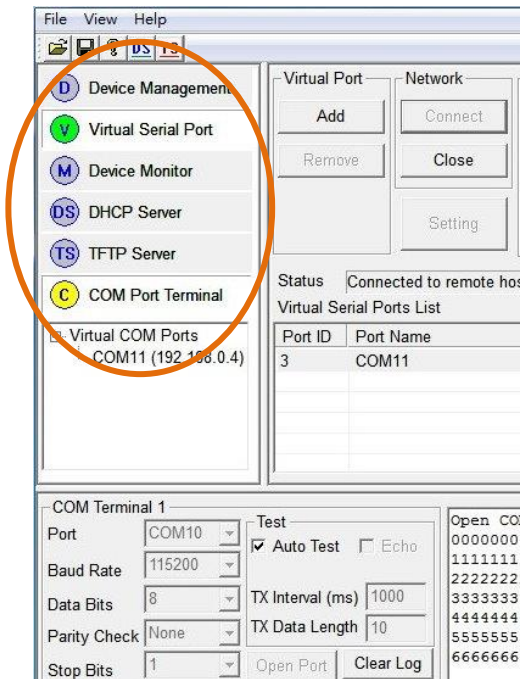 File View Help
DS TS
D Device Management
V Virtual Serial Port
M Device Monitor
DS DHCP Server
TS TFTP Server
C COM Port Terminal
Virtual COM Ports
COM11 (192.168.0.4)
Virtual Port
Add
Remove
Network
Connect
Close
Setting
Status Connected to remote hos
Virtual Serial Ports List
Port ID Port Name
3 COM11
COM Terminal 1
Port COM10
Baud Rate 115200
Data Bits 8
Parity Check None
Stop Bits 1
Test
Auto Test Echo
TX Interval (ms) 1000
TX Data Length 10
Open Port Clear Log
Open CO
0000000
1111111
2222222
3333333
4444444
5555555
6666666